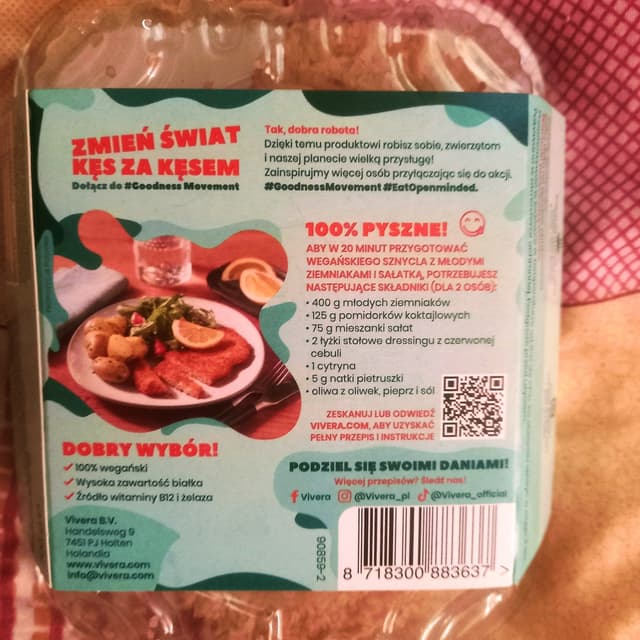 ZMIEŃ ŚWIAT
KĘS ZA KĘSEM
Dołącz do #Goodness Movement
Tak, dobra robota!
Dzięki temu produktowi robisz sobie, zwierzętom
i naszej planecie wielką przysługę!
Zainspirujmy więcej osób przyłączając się do akcji.
#GoodnessMovement #EatOpenminded.
100% PYSZNE!
ABY W 20 MINUT PRZYGOTOWAĆ
WEGAŃSKIEGO SZNYCLA Z MŁODYMI
ZIEMNIAKAMI I SAŁATKĄ, POTRZEBUJESZ
NASTĘPUJĄCE SKŁADNIKI (DLA 2 OSÓB):
• 400 g młodych ziemniaków
• 125 g pomidorków koktajlowych
• 75 g mieszanki sałat
• 2 łyżki stołowe dressingu z czerwonej
cebuli
• 1 cytryna
• 5 g natki pietruszki
• oliwa z oliwek, pieprz i sól
ZESKANUJ LUB ODWIEDŹ
VIVERA.COM, ABY UZYSKAĆ
PEŁNY PRZEPIS I INSTRUKCJE
DOBRY WYBÓR!
100% wegański
Wysoka zawartość białka
Źródło witaminy B12 i żelaza
PODZIEL SIĘ SWOIMI DANIAMI!
Więcej przepisów? Śledź nas!
Vivera @Vivera_pl @Vivera_official
Vivera B.V.
Handelsweg 9
7451 PJ Holten
Holandia
www.vivera.com
info@vivera.com
90859-2
8 718300 883637 >